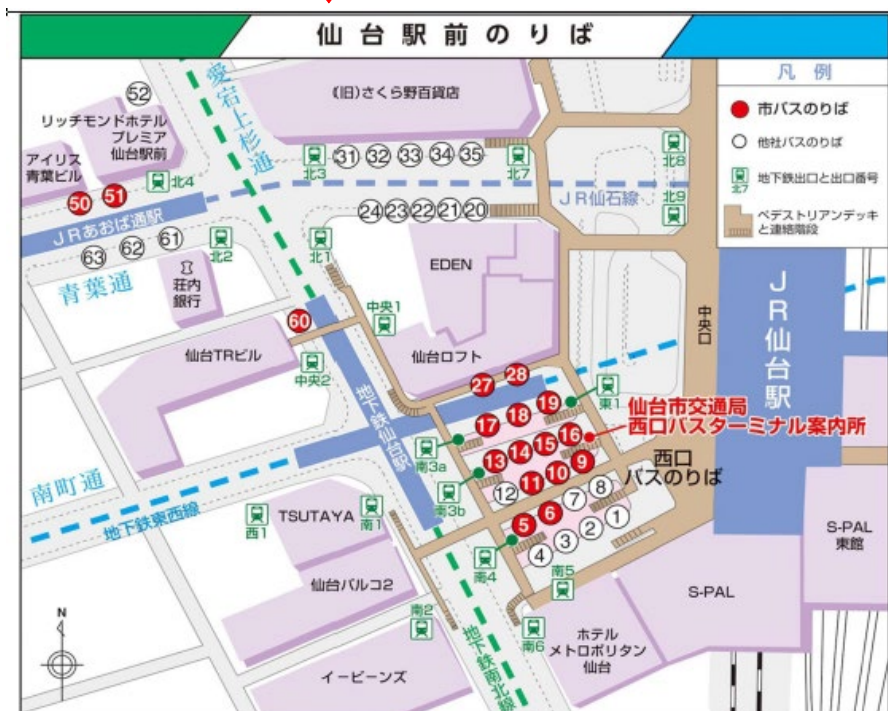 仙台駅前のりば
凡例
市バスのりば
他社バスのりば
北7
地下鉄出口と出口番号
ペデストリアンデッキ
と連絡階段
52
リッチモンドホテル
プレミア
仙台駅前
アイリス
青葉ビル
50
51
北4
愛宕上杉通
(旧)さくら野百貨店
北3
31
32
33
34
35
北7
北8
JR仙石線
北9
JRあおば通駅
24
23
22
21
20
63
62
61
北2
北1
青葉通
荘内
銀行
EDEN
中央1
60
仙台TRビル
中央2
仙台ロフト
中央口
JR仙台駅
地下鉄仙台駅
27
28
東1
仙台市交通局
西口バスターミナル案内所
17
18
19
南3a
13
14
15
16
西口
バスのりば
12
11
10
9
南3b
南町通
地下鉄東西線
西1
TSUTAYA
南1
5
6
7
8
4
3
2
1
南4
南5
S-PAL
東館
S-PAL
仙台パルコ2
南2
南6
ホテル
メトロポリタン
仙台
イービーンズ
地下鉄南北線
N